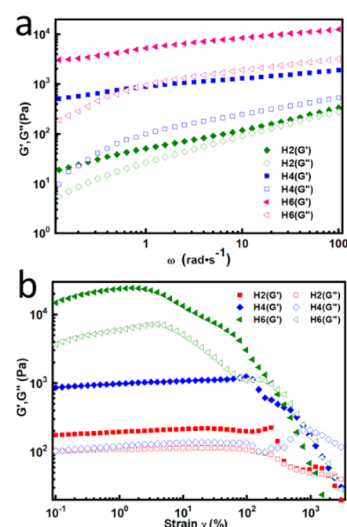 a
G', G''(Pa)
10⁴
10³
10²
10¹
10⁰
H2(G')
H2(G'')
H4(G')
H4(G'')
H6(G')
H6(G'')
1 10 100
ω (rad•s⁻¹)
b
G',G'' (Pa)
10⁴
10³
10²
H2(G') H2(G'')
H4(G') H4(G'')
H6(G') H6(G'')
10⁻¹ 10⁰ 10¹ 10² 10³
Strain γ(%)